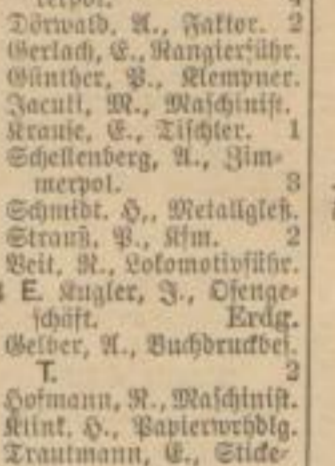 Dörwald, A., Faktor. 2
Gerlach, E., Rangierführ.
Günther, P., Klempner.
Jaculi, M., Maschinist.
Krause, E., Tischler. 1
Schellenberg, A., Zim-
merpol. 3
Schmidt. H., Metallgieß.
Strauß, P., Kfm. 2
Veit, R., Lokomotivführ.
E. Kugler, J., Ofenge-
schäft. Erdg.
Gelber, A., Buchdruckbes.
T. 2
Hofmann, R., Maschinist.
Klink, H., Papierwrhdlg.
Trautmann, E., Sticke-